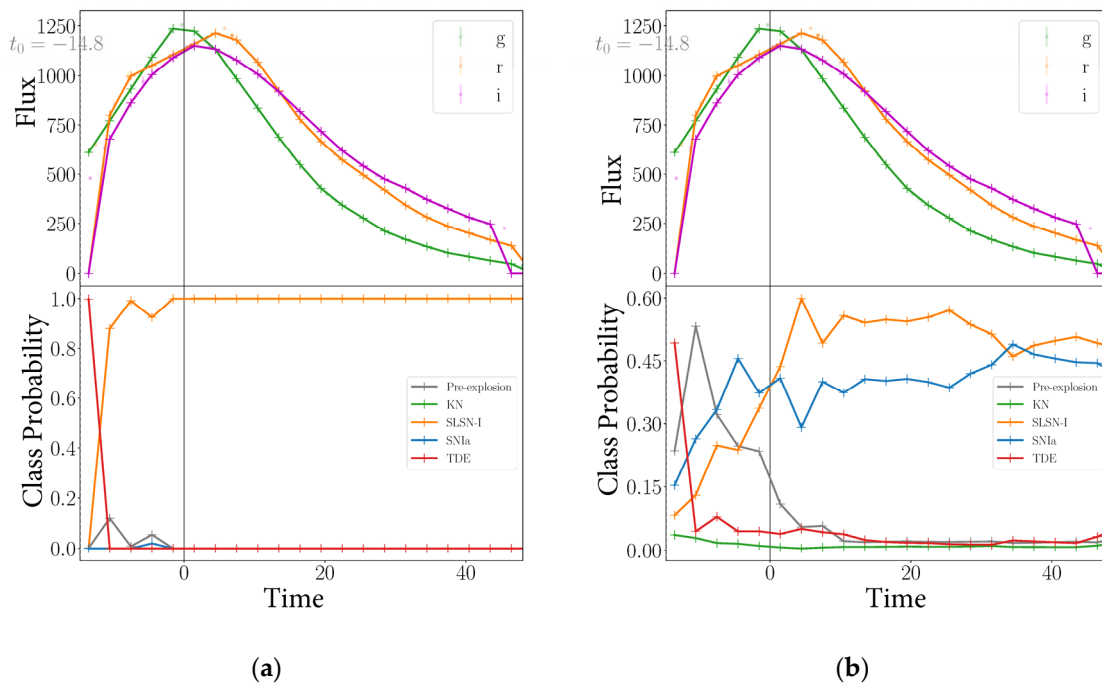 1250
1000
750
500
250
0
Flux
t₀ = −14.8
g
r
i
1.0
0.8
0.6
0.4
0.2
0.0
Class Probability
Pre-explosion
KN
SLSN-I
SNIa
TDE
0
20
40
Time
(a)
1250
1000
750
500
250
0
Flux
t₀ = −14.8
g
r
i
0.60
0.45
0.30
0.15
0.00
Class Probability
Pre-explosion
KN
SLSN-I
SNIa
TDE
0
20
40
Time
(b)